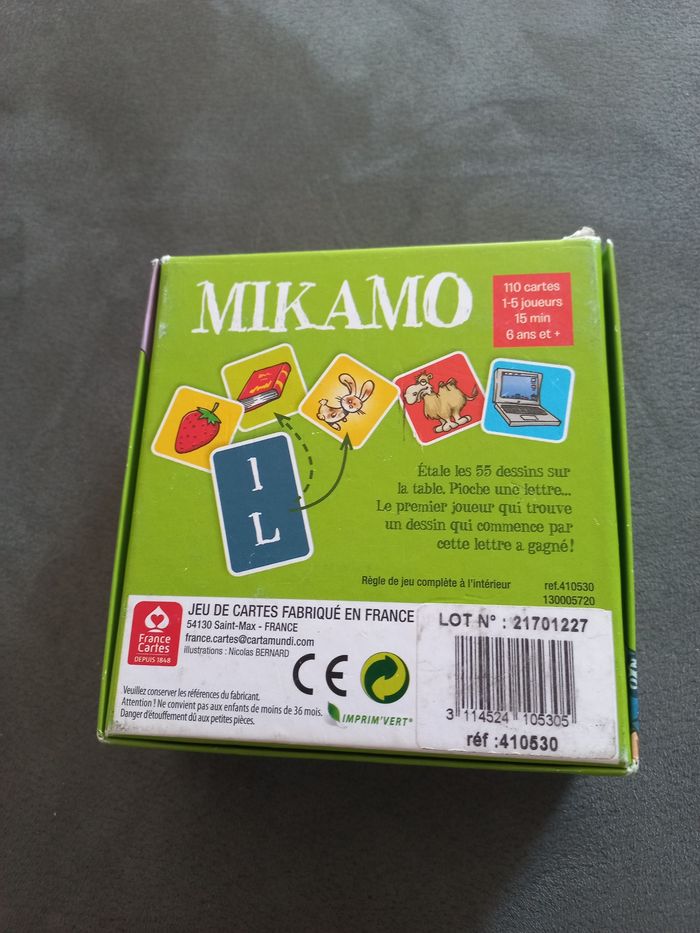 MIKAMO
110 cartes
1-5 joueurs
15 min
6 ans et +
l
L
Étale les 55 dessins sur
la table. Pioche une lettre...
Le premier joueur qui trouve
un dessin qui commence par
cette lettre a gagné!
Règle de jeu complète à l'intérieur
ref.410530
130005720
France
Cartes
DEPUIS 1848
JEU DE CARTES FABRIQUÉ EN FRANCE
54130 Saint-Max - FRANCE
france.cartes@cartamundi.com
illustrations : Nicolas BERNARD
Veuillez conserver les références du fabricant.
Attention ! Ne convient pas aux enfants de moins de 36 mois.
Danger d'étouffement dû aux petites pièces.
CE
IMPRIM'VERT®
LOT N° : 21701227
3 114524 105305
réf :410530